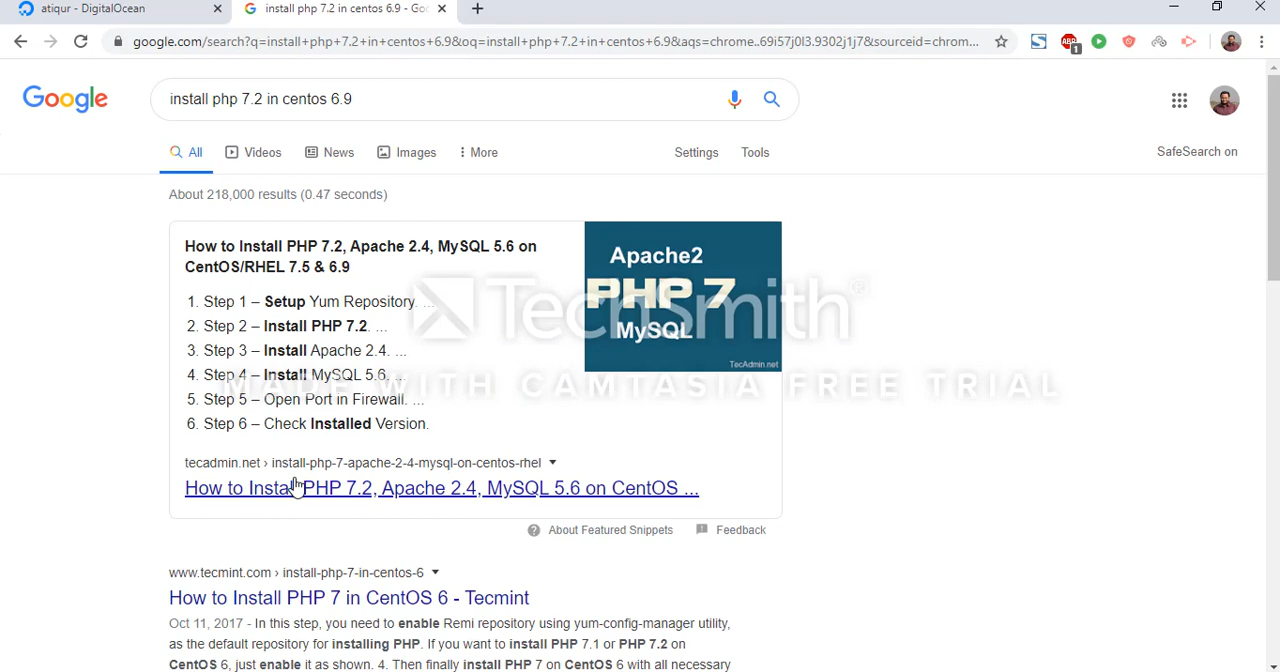 atiqur - DigitalOcean
install php 7.2 in centos 6.9 - Goo
google.com/search?q=install+php+7.2+in+centos+6.9&oq=install+php+7.2+in+centos+6.9&aqs=chrome..69i57j0l3.9302j1j7&sourceid=chrom...
ABP
1
Google
install php 7.2 in centos 6.9
All
Videos
News
Images
More
Settings
Tools
SafeSearch on
About 218,000 results (0.47 seconds)
How to Install PHP 7.2, Apache 2.4, MySQL 5.6 on
CentOS/RHEL 7.5 & 6.9
1. Step 1 – Setup Yum Repository. ...
2. Step 2 – Install PHP 7.2. ...
3. Step 3 – Install Apache 2.4. ...
4. Step 4 – Install MySQL 5.6. ...
5. Step 5 – Open Port in Firewall. ...
6. Step 6 – Check Installed Version.
Apache2
PHP 7
MySQL
TecAdmin.net
TechSmith®
MADE WITH CAMTASIA FREE TRIAL
tecadmin.net › install-php-7-apache-2-4-mysql-on-centos-rhel
How to Install PHP 7.2, Apache 2.4, MySQL 5.6 on CentOS ...
About Featured Snippets
Feedback
www.tecmint.com › install-php-7-in-centos-6
How to Install PHP 7 in CentOS 6 - Tecmint
Oct 11, 2017 - In this step, you need to enable Remi repository using yum-config-manager utility,
as the default repository for installing PHP. If you want to install PHP 7.1 or PHP 7.2 on
CentOS 6, just enable it as shown. 4. Then finally install PHP 7 on CentOS 6 with all necessary